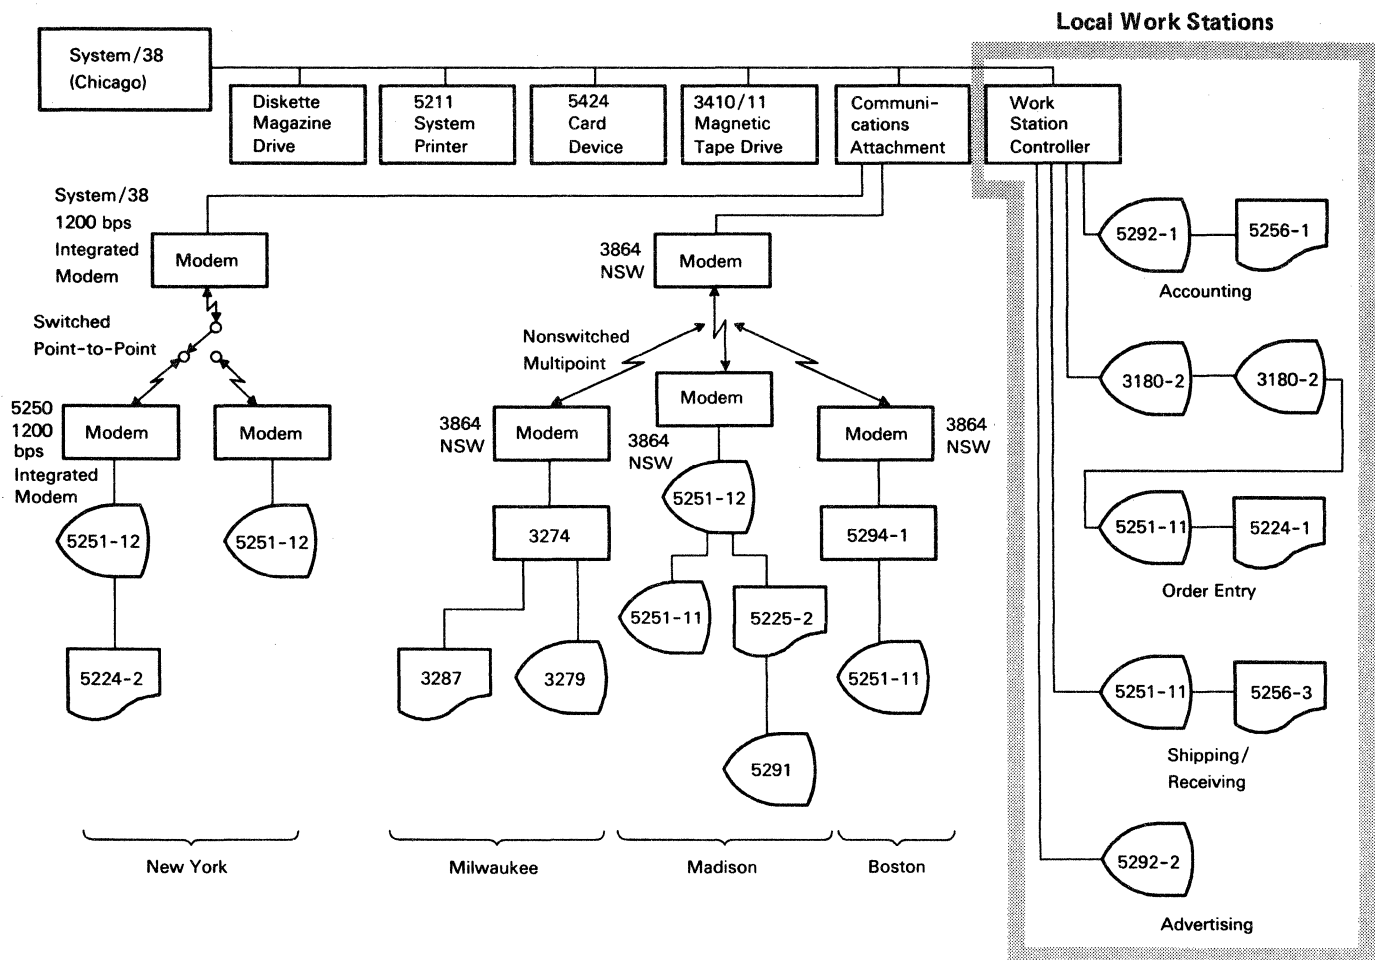 Local Work Stations
System/38
(Chicago)
Diskette
Magazine
Drive
5211
System
Printer
5424
Card
Device
3410/11
Magnetic
Tape Drive
Communi-
cations
Attachment
Work
Station
Controller
System/38
1200 bps
Integrated
Modem
Modem
Switched
Point-to-Point
5250
1200
bps
Integrated
Modem
Modem
Modem
5251-12
5251-12
5224-2
New York
3864
NSW
Modem
Nonswitched
Multipoint
3864
NSW
Modem
3274
3287
3279
Milwaukee
Modem
3864
NSW
5251-12
5251-11
5225-2
5291
Madison
Modem
3864
NSW
5294-1
5251-11
Boston
5292-1
5256-1
Accounting
3180-2
3180-2
5251-11
5224-1
Order Entry
5251-11
5256-3
Shipping/
Receiving
5292-2
Advertising